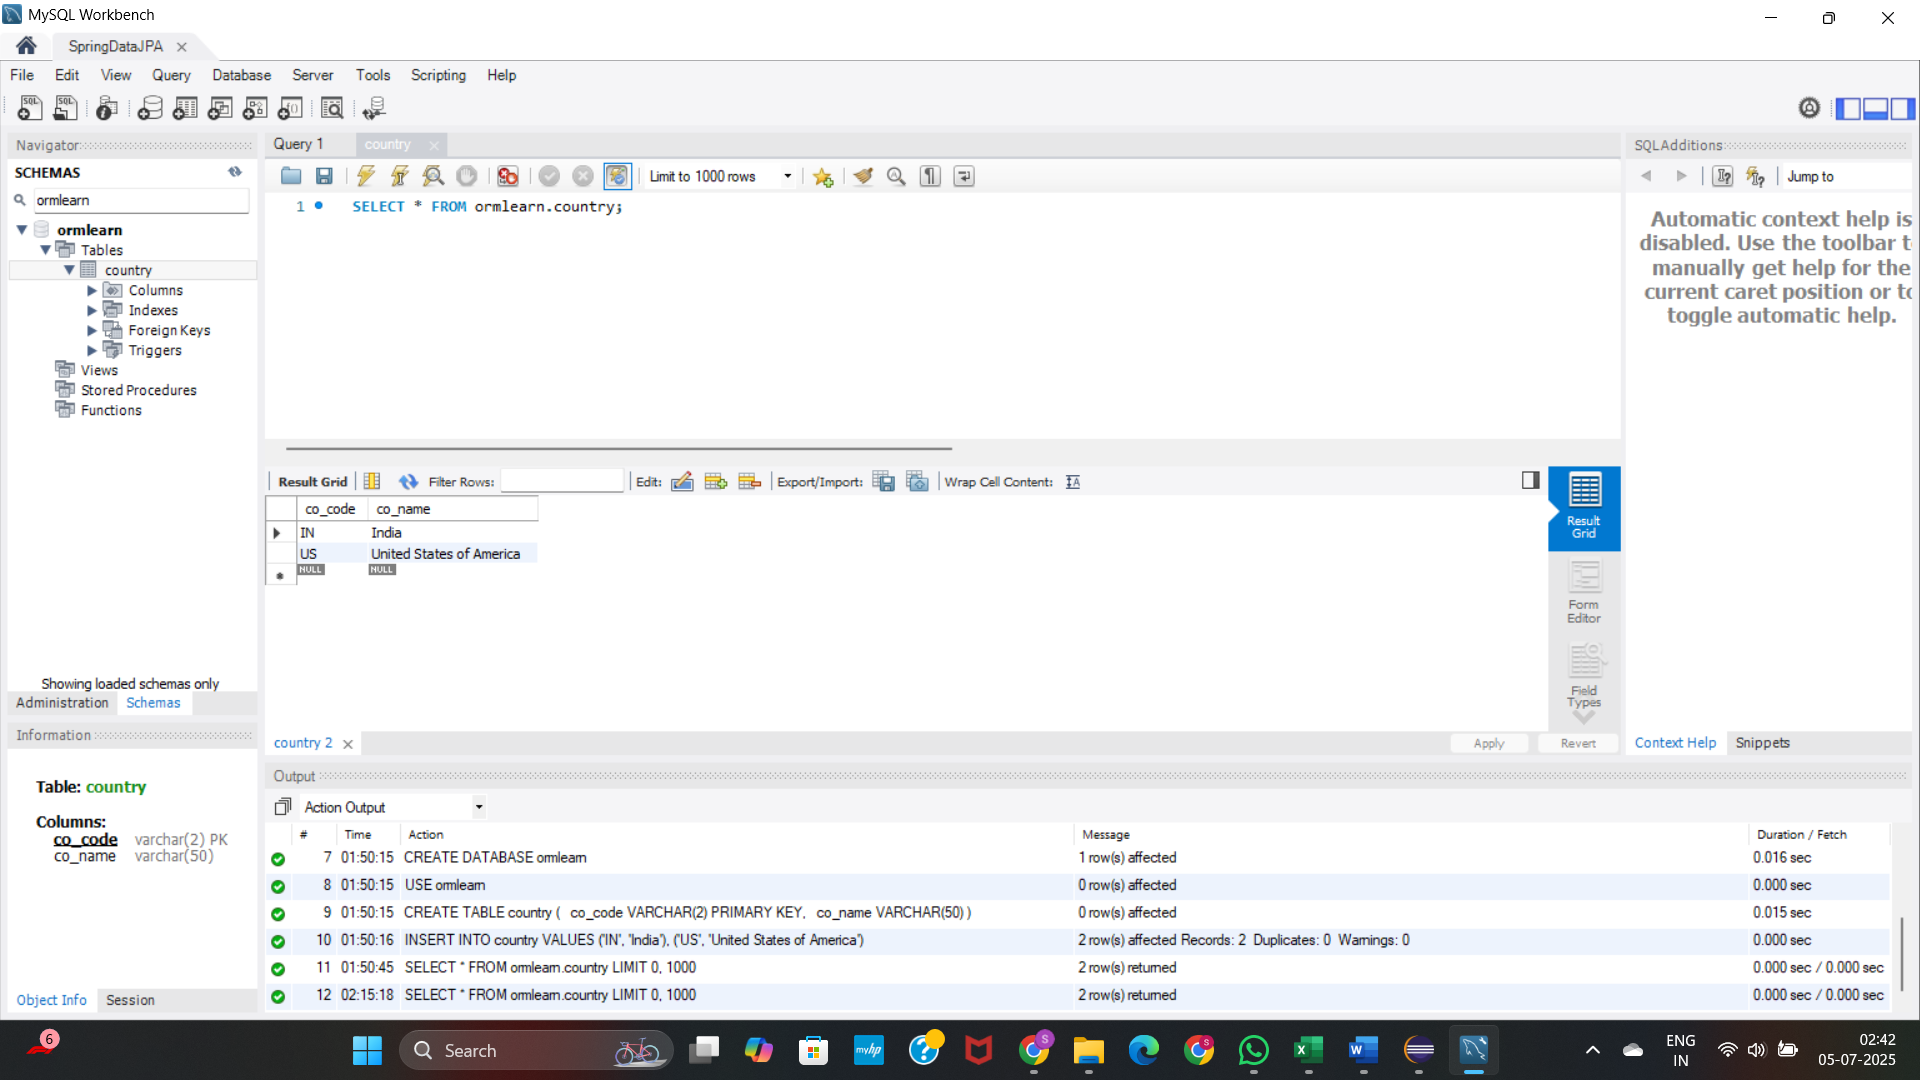 MySQL Workbench
SpringDataJPA
File Edit View Query Database Server Tools Scripting Help
Navigator
SCHEMAS
ormlearn
ormlearn
Tables
country
Columns
Indexes
Foreign Keys
Triggers
Views
Stored Procedures
Functions
Showing loaded schemas only
Administration Schemas
Information
Table: country
Columns:
co_code varchar(2) PK
co_name varchar(50)
Object Info Session
Query 1 country
Limit to 1000 rows
1 SELECT * FROM ormlearn.country;
Result Grid Filter Rows: Edit: Export/Import: Wrap Cell Content:
co_code co_name
IN India
US United States of America
NULL NULL
Result
Grid
Form
Editor
Field
Types
country 2
Apply Revert
SQLAdditions
Jump to
Automatic context help is
disabled. Use the toolbar t
manually get help for the
current caret position or to
toggle automatic help.
Context Help Snippets
Output
Action Output
# Time Action Message Duration / Fetch
7 01:50:15 CREATE DATABASE ormlearn 1 row(s) affected 0.016 sec
8 01:50:15 USE ormlearn 0 row(s) affected 0.000 sec
9 01:50:15 CREATE TABLE country ( co_code VARCHAR(2) PRIMARY KEY, co_name VARCHAR(50) ) 0 row(s) affected 0.015 sec
10 01:50:16 INSERT INTO country VALUES ('IN', 'India'), ('US', 'United States of America') 2 row(s) affected Records: 2 Duplicates: 0 Warnings: 0 0.000 sec
11 01:50:45 SELECT * FROM ormlearn.country LIMIT 0, 1000 2 row(s) returned 0.000 sec / 0.000 sec
12 02:15:18 SELECT * FROM ormlearn.country LIMIT 0, 1000 2 row(s) returned 0.000 sec / 0.000 sec
6
Search
myhp
ENG
IN
02:42
05-07-2025